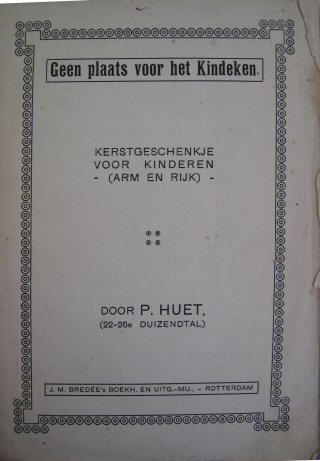 Geen plaats voor het Kindeken.
KERSTGESCHENKJE
VOOR KINDEREN
- (ARM EN RIJK) -
DOOR P. HUET.
(22-26e DUIZENDTAL)
J. M. BREDÉE's BOEKH. EN UITG.-MIJ., - ROTTERDAM